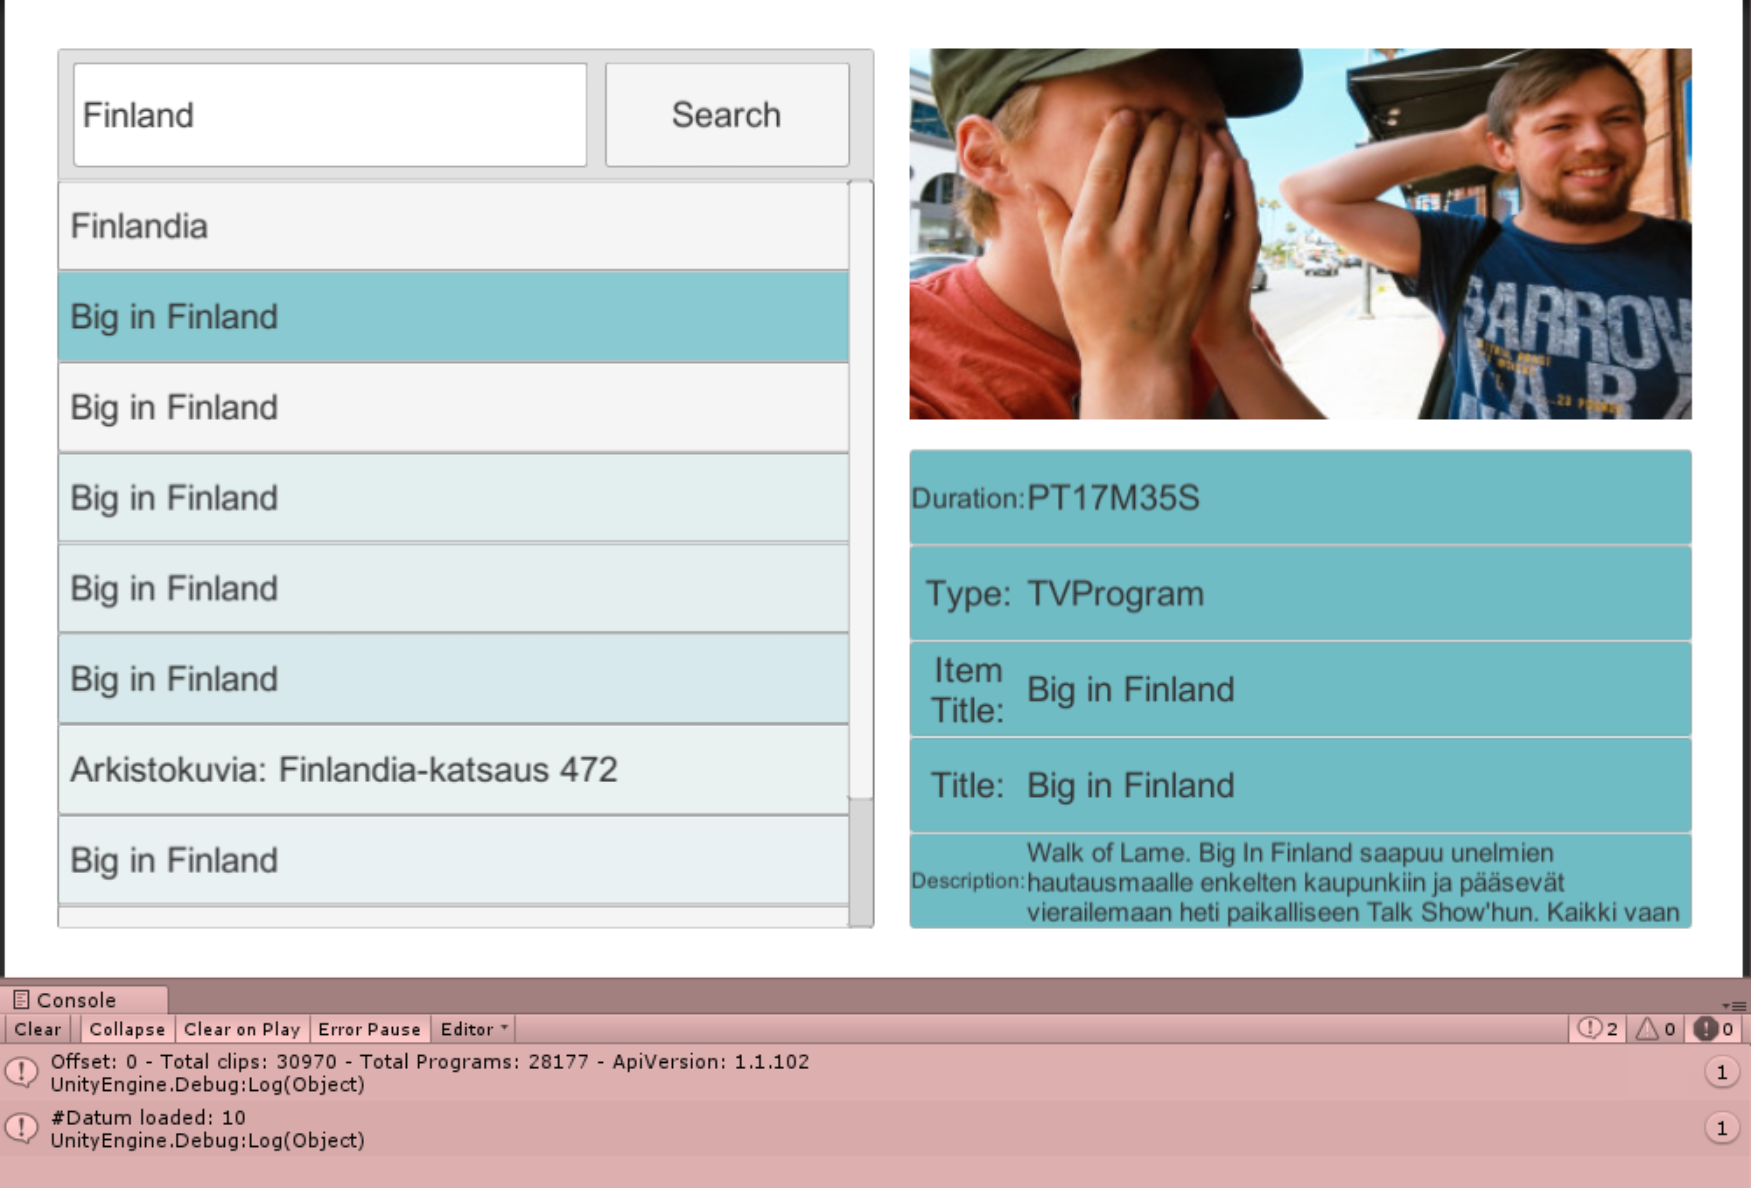 Finland
Search
Finlandia
Big in Finland
Big in Finland
Big in Finland
Big in Finland
Big in Finland
Arkistokuvia: Finlandia-katsaus 472
Big in Finland
Duration: PT17M35S
Type: TVProgram
Item Title: Big in Finland
Title: Big in Finland
Description: Walk of Lame. Big In Finland saapuu unelmien
hautausmaalle enkelten kaupunkiin ja pääsevät
vierailemaan heti paikalliseen Talk Show'hun. Kaikki vaan
Console
Clear Collapse Clear on Play Error Pause Editor 2 0 0
Offset: 0 - Total clips: 30970 - Total Programs: 28177 - ApiVersion: 1.1.102
UnityEngine.Debug:Log(Object)
1
#Datum loaded: 10
UnityEngine.Debug:Log(Object)
1